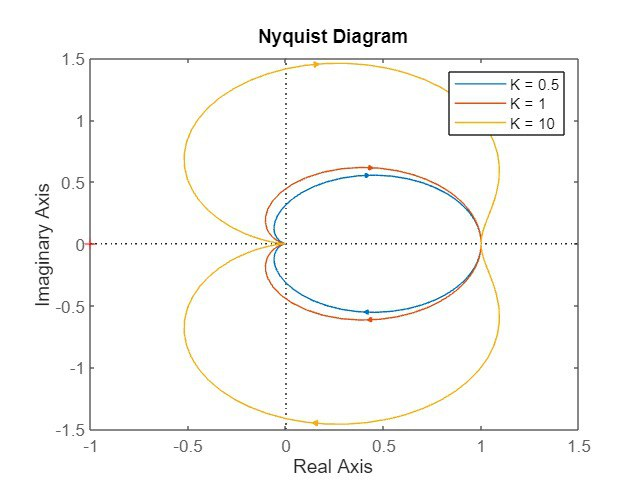 Nyquist Diagram
1.5
1
0.5
0
-0.5
-1
-1.5
Imaginary Axis
K = 0.5
K = 1
K = 10
-1 -0.5 0 0.5 1 1.5
Real Axis